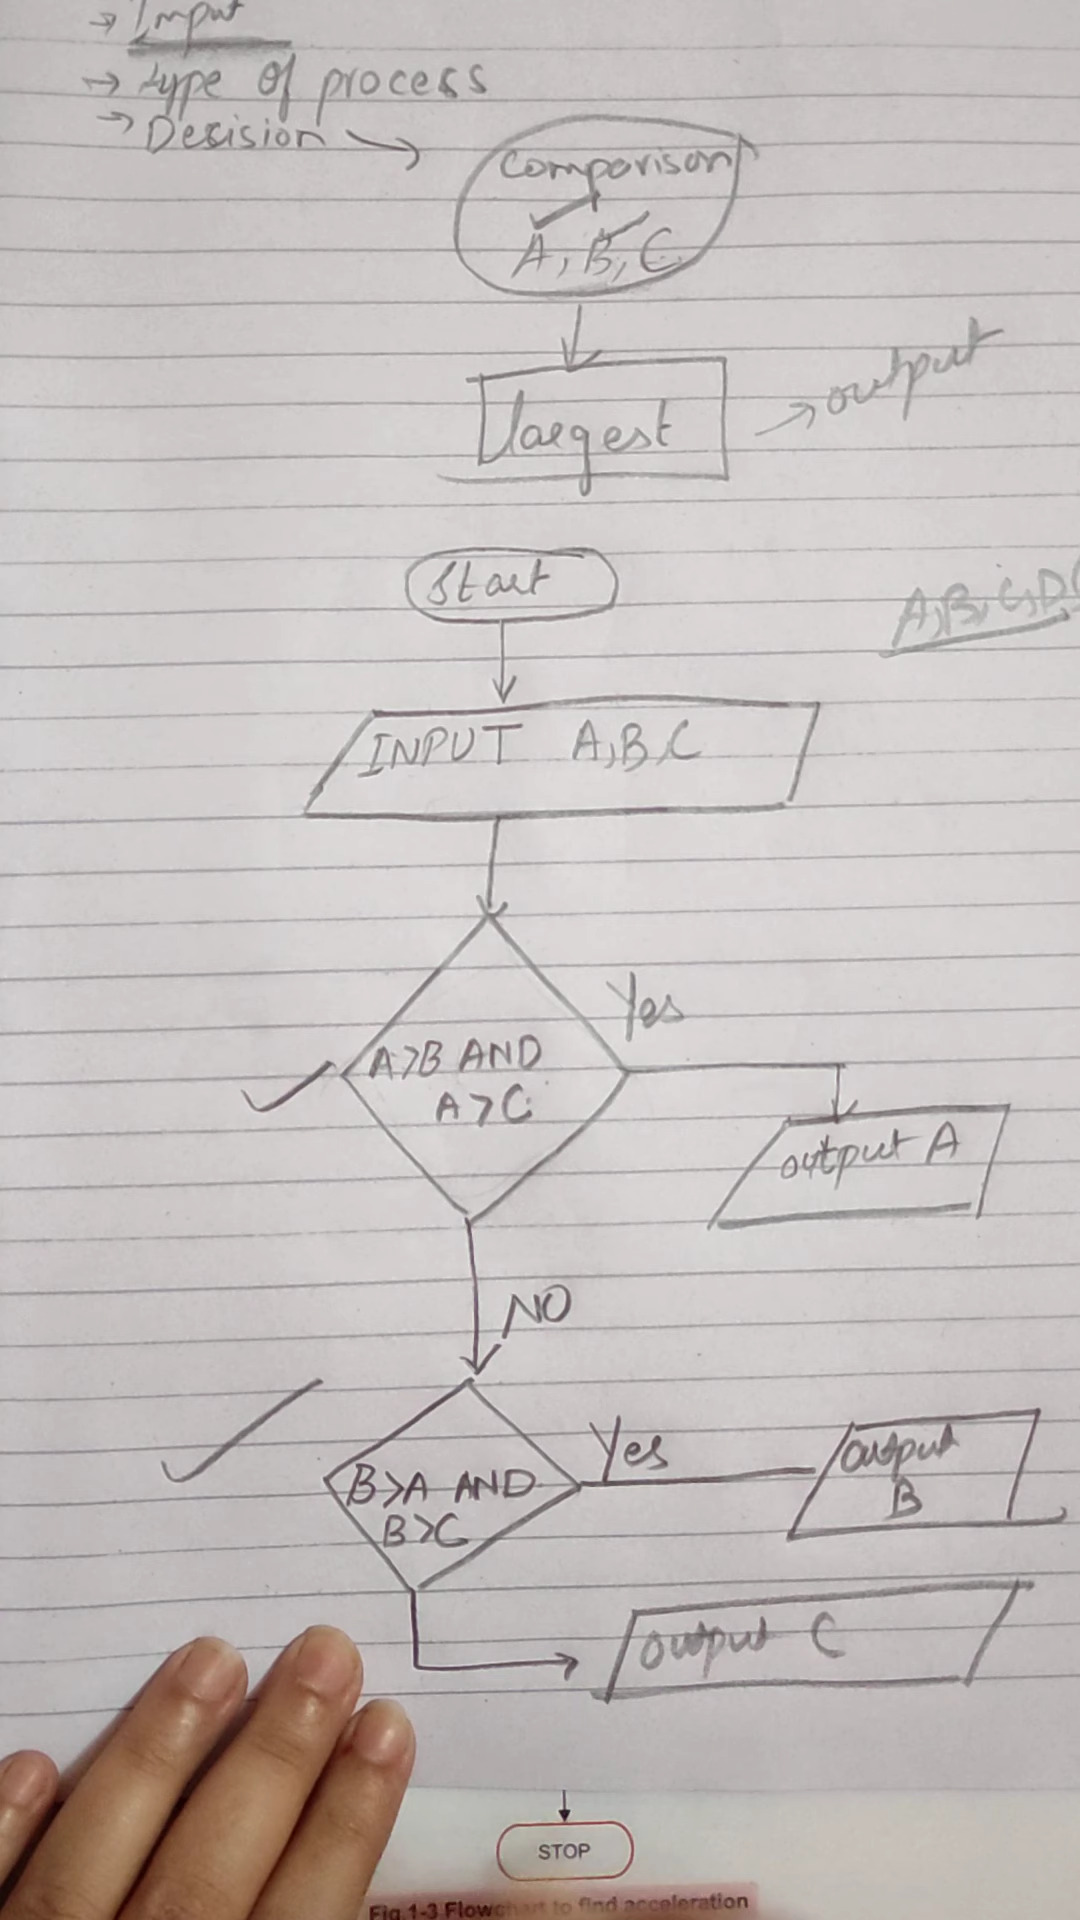 → Input
→ type of process
→ Decision →
comparison
A, B, C
largest
→ output
Start
A, B, C, D
INPUT A, B, C
A>B AND
A>C
Yes
output A
NO
B>A AND
B>C
Yes
output
B
output C
STOP
Fig.1-3 Flowchart to find acceleration